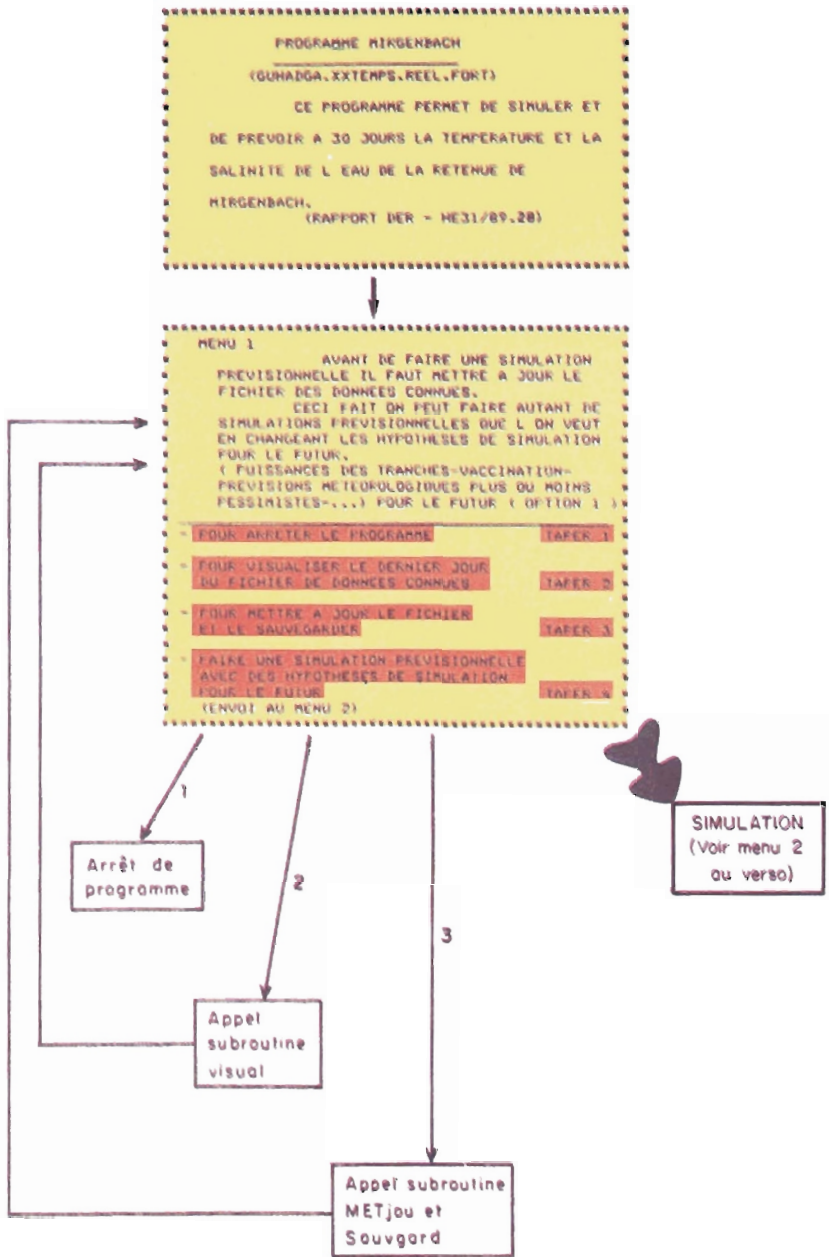 PROGRAMME MIRGENBACH
(GUHADGA.XXTEMPS.REEL.FORT)
CE PROGRAMME PERMET DE SIMULER ET
DE PREVOIR A 30 JOURS LA TEMPERATURE ET LA
SALINITE DE L EAU DE LA RETENUE DE
MIRGENBACH.
(RAPPORT DER - HE31/89.28)
MENU 1
AVANT DE FAIRE UNE SIMULATION
PREVISIONNELLE IL FAUT METTRE A JOUR LE
FICHIER DES DONNEES CONNUES.
CECI FAIT ON PEUT FAIRE AUTANT DE
SIMULATIONS PREVISIONNELLES QUE L ON VEUT
EN CHANGEANT LES HYPOTHESES DE SIMULATION
POUR LE FUTUR.
( PUISSANCES DES TRANCHES-VACCINATION-
PREVISIONS METEOROLOGIQUES PLUS OU MOINS
PESSIMISTES-...) POUR LE FUTUR ( OPTION 1 )
- POUR ARRETER LE PROGRAMME TAPER 1
- POUR VISUALISER LE DERNIER JOUR
DU FICHIER DE DONNEES CONNUES TAPER 2
- POUR METTRE A JOUR LE FICHIER
ET LE SAUVEGARDER TAPER 3
- FAIRE UNE SIMULATION PREVISIONNELLE
AVEC DES HYPOTHESES DE SIMULATION
POUR LE FUTUR TAPER 4
(ENVOI AU MENU 2)
1
2
3
SIMULATION
(Voir menu 2
au verso)
Arrêt de
programme
Appel
subroutine
visual
Appel subroutine
METjou et
Sauvgard